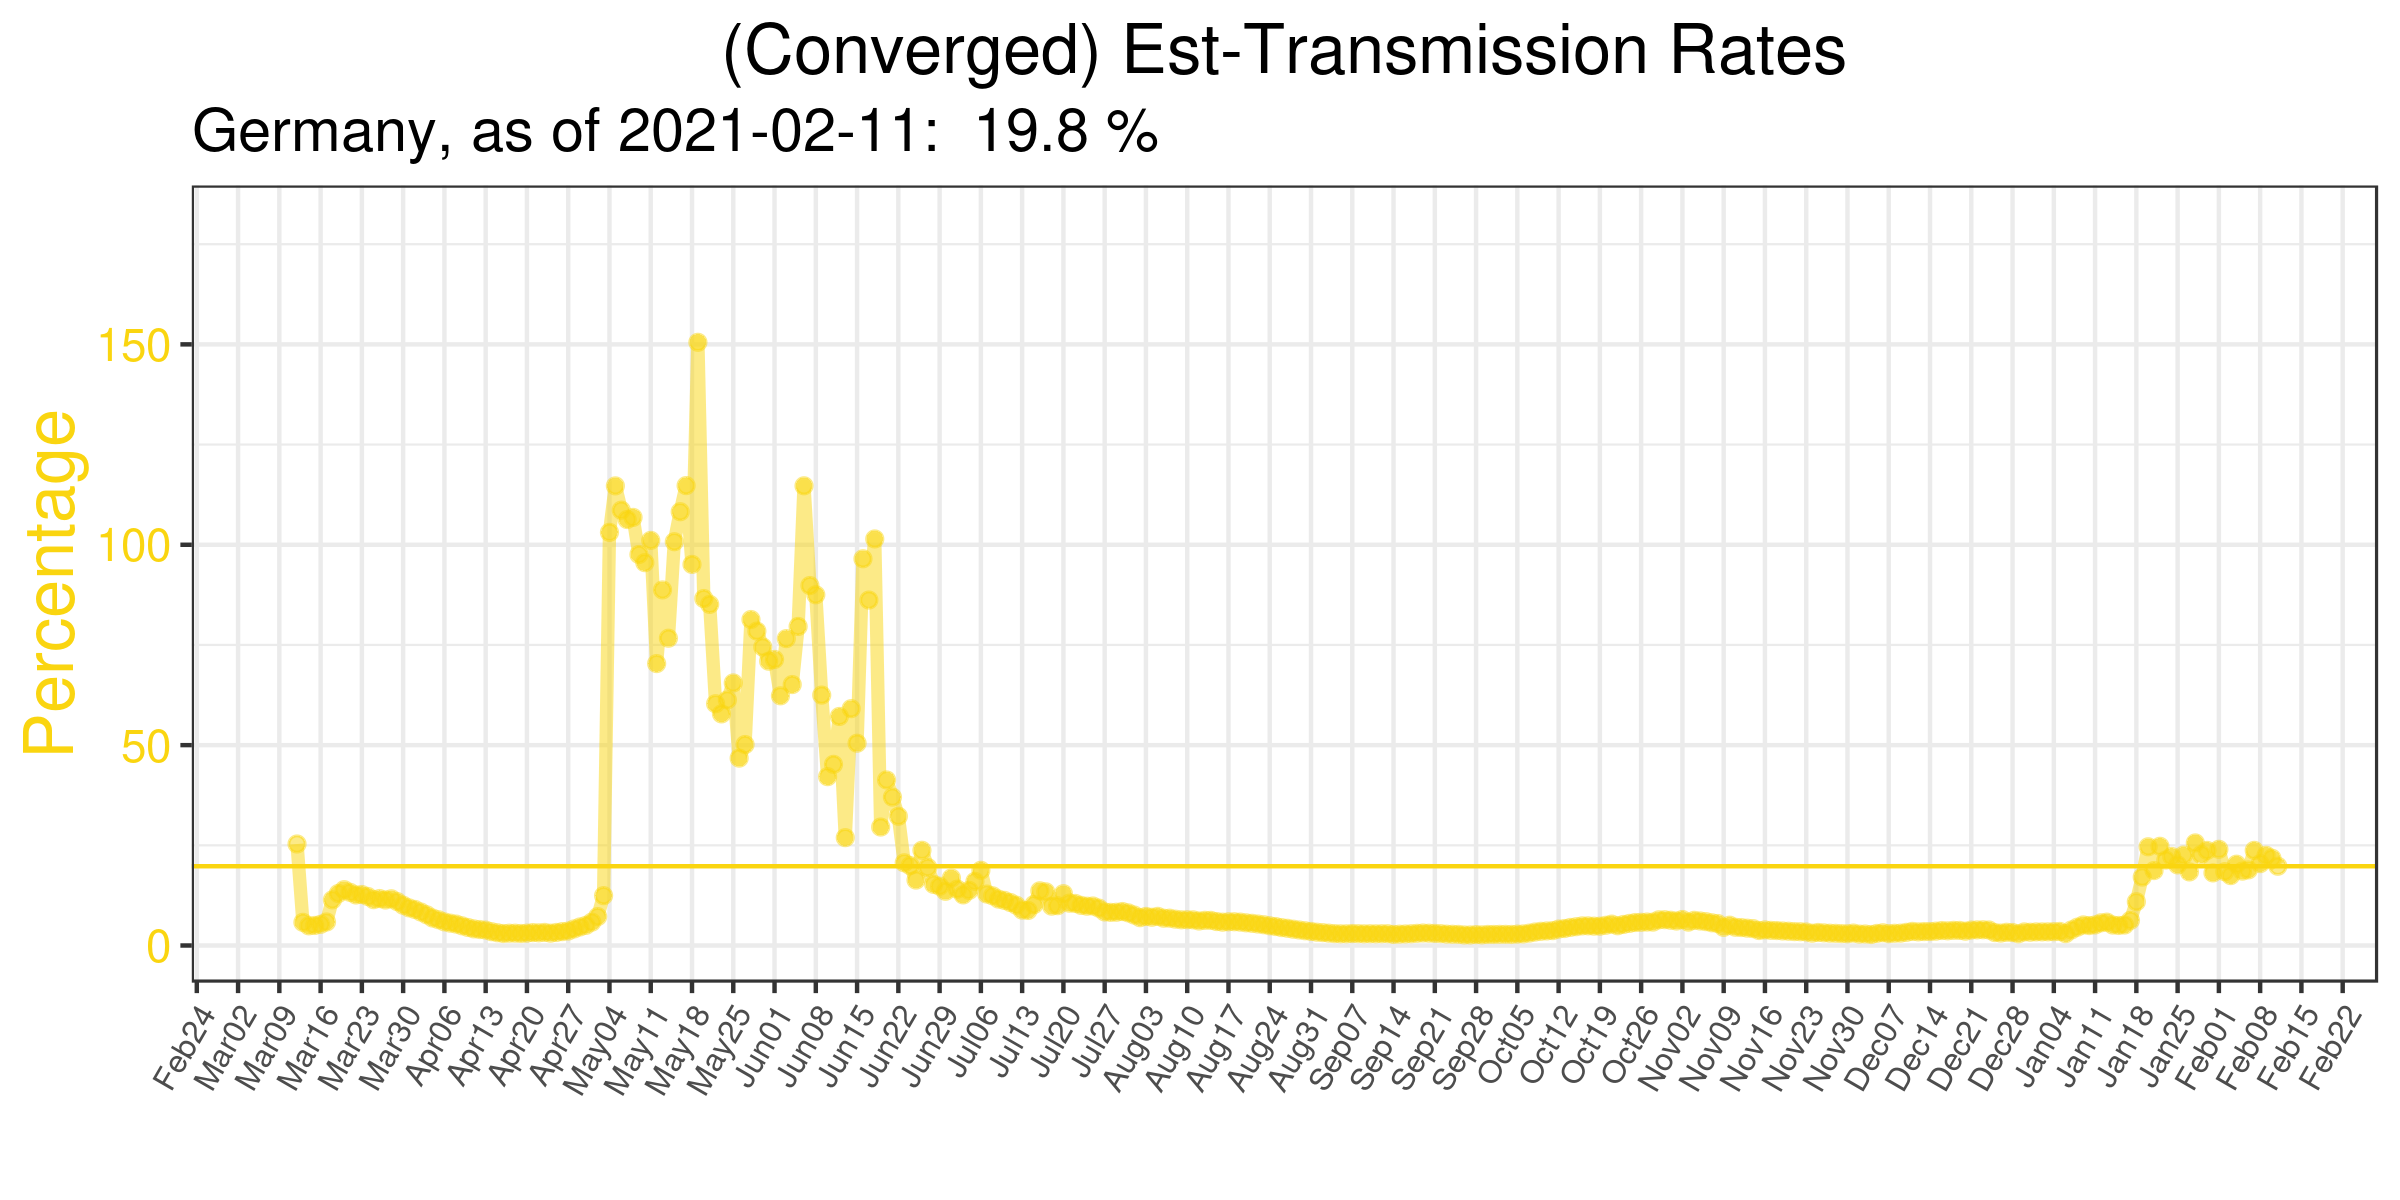 (Converged) Est-Transmission Rates
Germany, as of 2021-02-11:  19.8 %
Percentage
150
100
50
0
Feb24
Mar02
Mar09
Mar16
Mar23
Mar30
Apr06
Apr13
Apr20
Apr27
May04
May11
May18
May25
Jun01
Jun08
Jun15
Jun22
Jun29
Jul06
Jul13
Jul20
Jul27
Aug03
Aug10
Aug17
Aug24
Aug31
Sep07
Sep14
Sep21
Sep28
Oct05
Oct12
Oct19
Oct26
Nov02
Nov09
Nov16
Nov23
Nov30
Dec07
Dec14
Dec21
Dec28
Jan04
Jan11
Jan18
Jan25
Feb01
Feb08
Feb15
Feb22